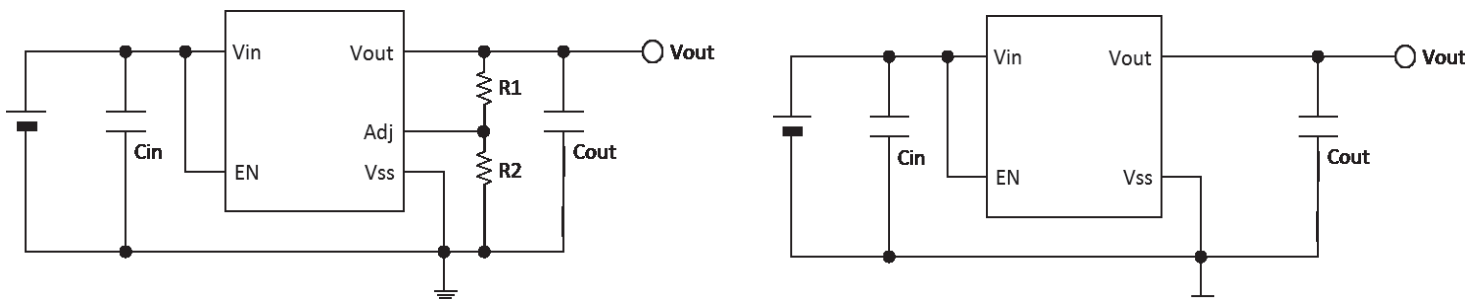 Vin
Vout
Vout
R1
Adj
Cin
Cout
EN
Vss
R2
Vin
Vout
Vout
Cin
Cout
EN
Vss